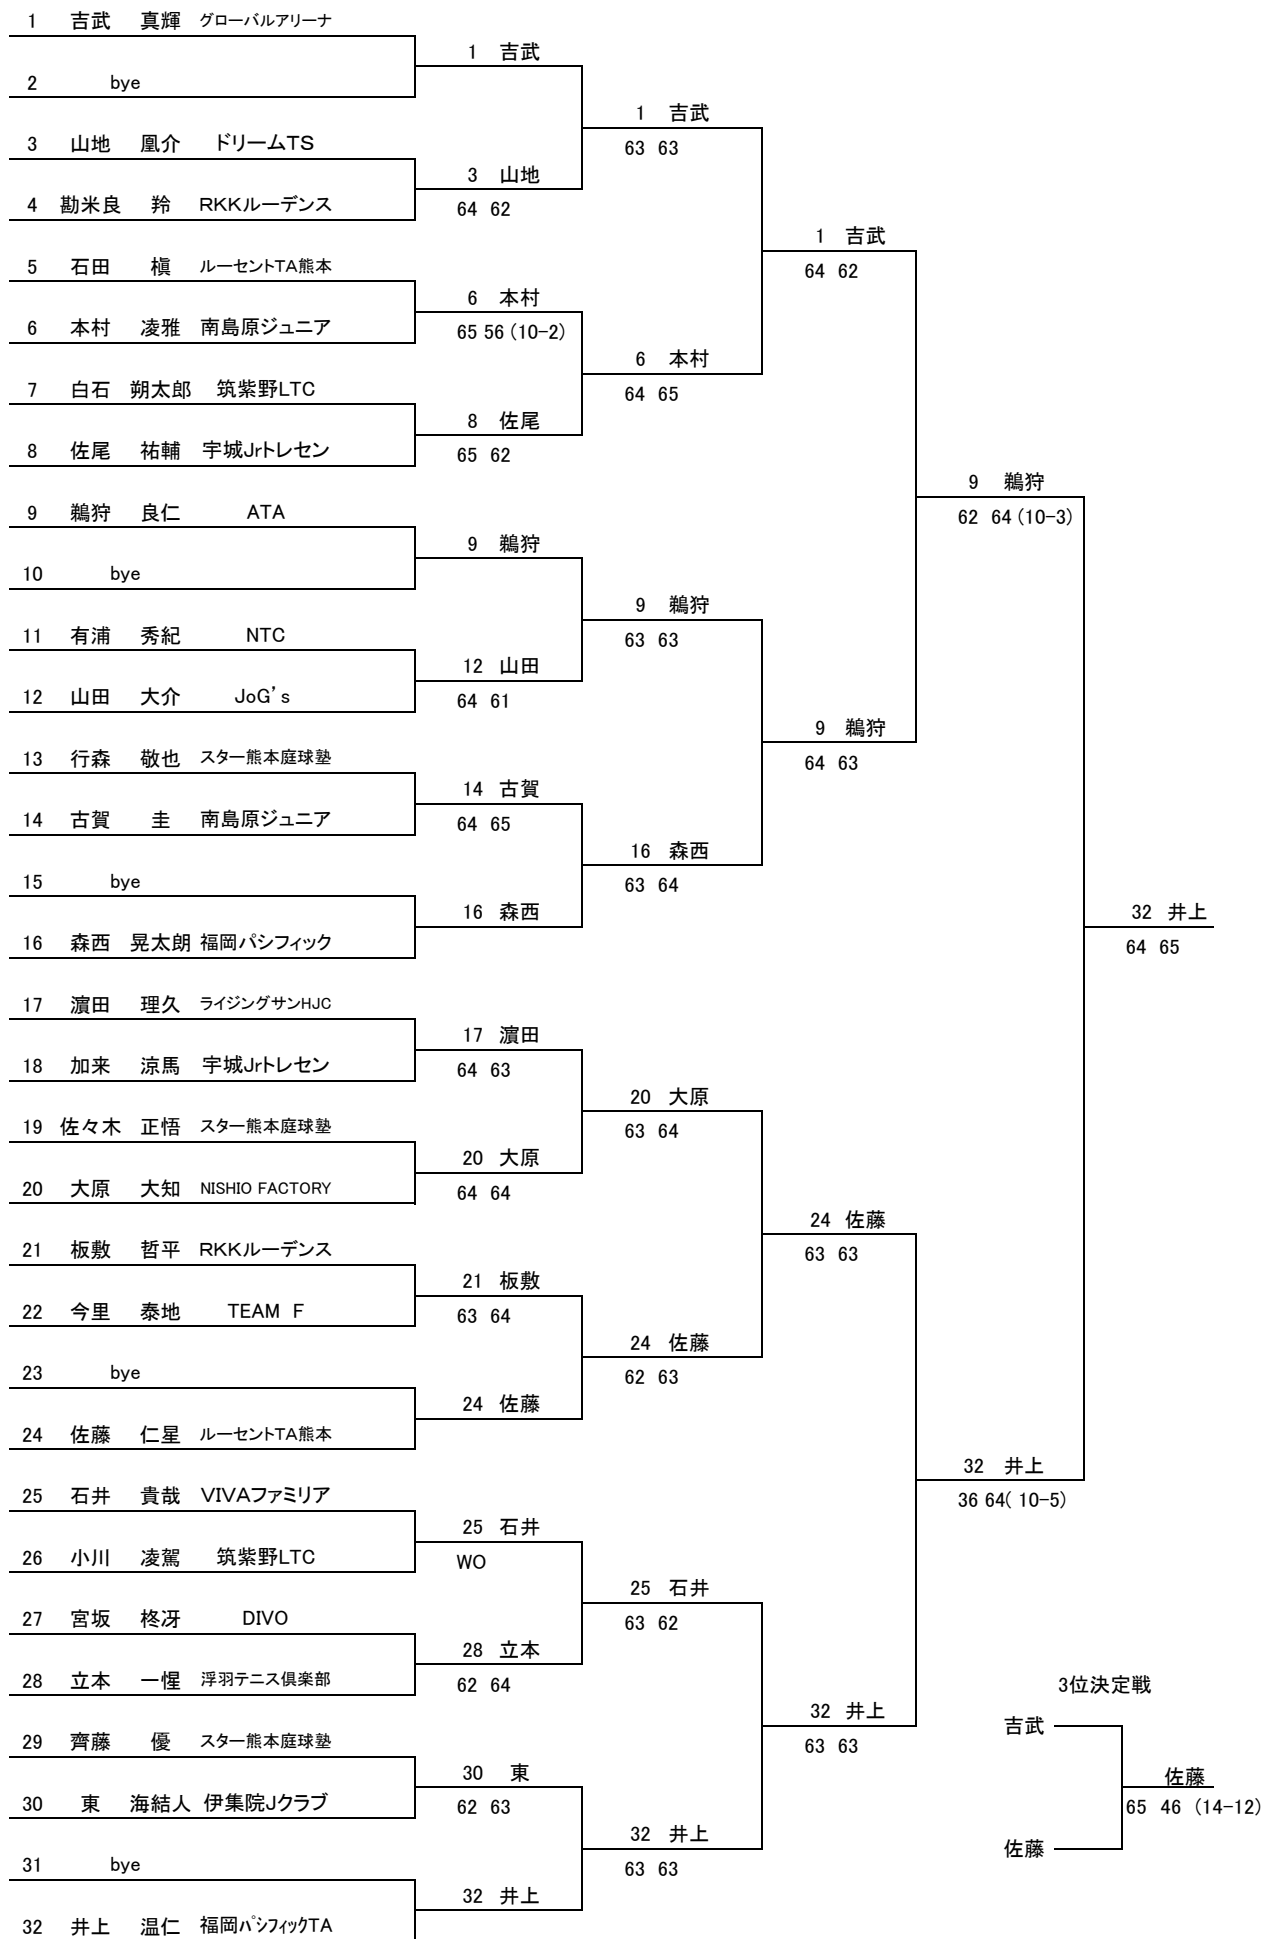 1 吉武 真輝 グローバルアリーナ
1 吉武
2 bye
1 吉武
3 山地 凰介 ドリームTS
63 63
3 山地
4 勘米良 羚 RKKルーデンス
64 62
1 吉武
5 石田 槇 ルーセントTA熊本
64 62
6 本村
6 本村 凌雅 南島原ジュニア
65 56 (10-2)
6 本村
7 白石 朔太郎 筑紫野LTC
64 65
8 佐尾
8 佐尾 祐輔 宇城Jrトレセン
65 62
9 鵜狩
9 鵜狩 良仁 ATA
62 64 (10-3)
9 鵜狩
10 bye
9 鵜狩
11 有浦 秀紀 NTC
63 63
12 山田
12 山田 大介 JoG's
64 61
9 鵜狩
13 行森 敬也 スター熊本庭球塾
64 63
14 古賀
14 古賀 圭 南島原ジュニア
64 65
16 森西
15 bye
63 64
16 森西
32 井上
16 森西 晃太朗 福岡パシフィック
64 65
17 濵田 理久 ライジングサンHJC
17 濵田
18 加来 涼馬 宇城Jrトレセン
64 63
20 大原
19 佐々木 正悟 スター熊本庭球塾
63 64
20 大原
20 大原 大知 NISHIO FACTORY
64 64
24 佐藤
21 板敷 哲平 RKKルーデンス
63 63
21 板敷
22 今里 泰地 TEAM F
63 64
24 佐藤
23 bye
62 63
24 佐藤
24 佐藤 仁星 ルーセントTA熊本
32 井上
25 石井 貴哉 VIVAファミリア
36 64( 10-5)
25 石井
26 小川 凌駕 筑紫野LTC
WO
25 石井
27 宮坂 柊冴 DIVO
63 62
28 立本
28 立本 一惺 浮羽テニス倶楽部
62 64
3位決定戦
32 井上
吉武
29 齊藤 優 スター熊本庭球塾
63 63
30 東
佐藤
30 東 海結人 伊集院Jクラブ
62 63
65 46 (14-12)
32 井上
佐藤
31 bye
63 63
32 井上
32 井上 温仁 福岡パシフィックTA